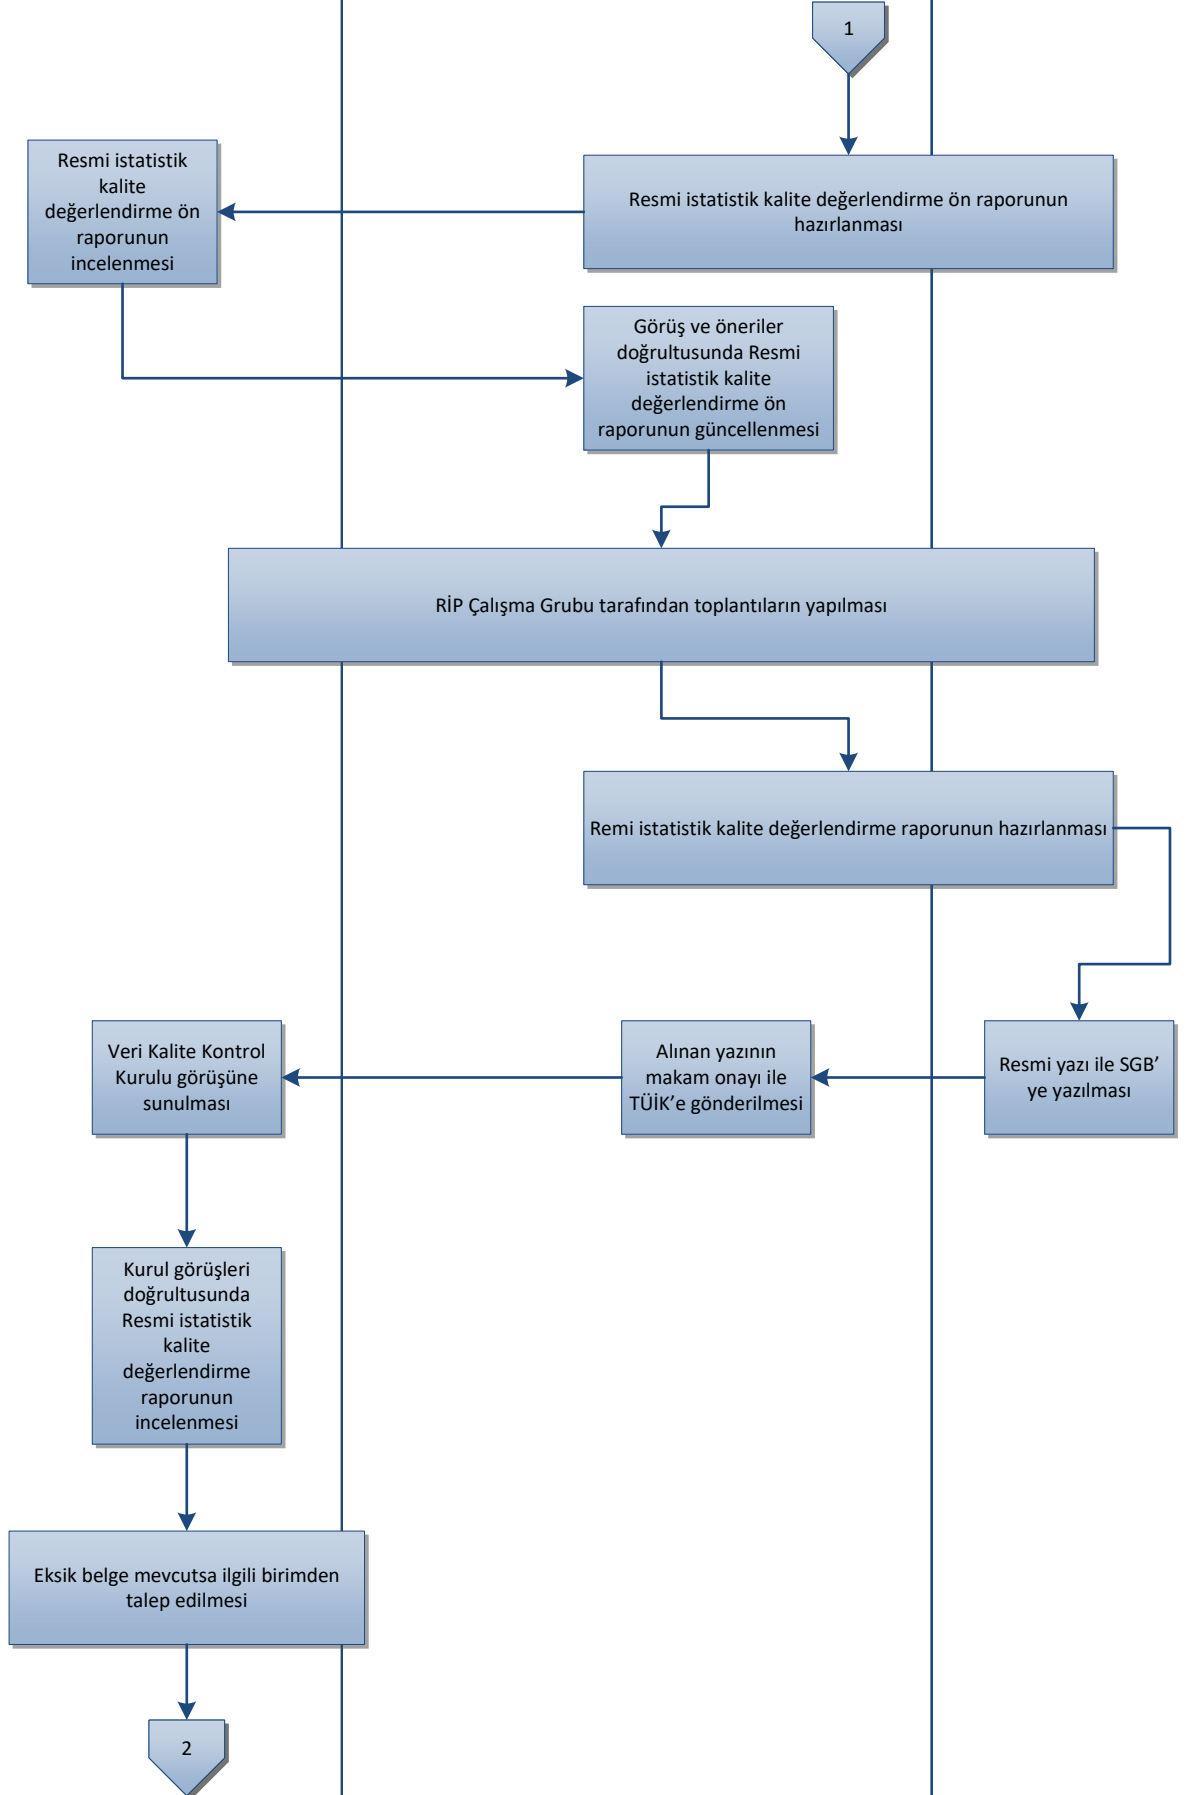 1
Resmi istatistik
kalite
değerlendirme ön
raporunun
incelenmesi
Resmi istatistik kalite değerlendirme ön raporunun
hazırlanması
Görüş ve öneriler
doğrultusunda Resmi
istatistik kalite
değerlendirme ön
raporunun güncellenmesi
RİP Çalışma Grubu tarafından toplantıların yapılması
Remi istatistik kalite değerlendirme raporunun hazırlanması
Veri Kalite Kontrol
Kurulu görüşüne
sunulması
Alınan yazının
makam onayı ile
TÜİK’e gönderilmesi
Resmi yazı ile SGB’
ye yazılması
Kurul görüşleri
doğrultusunda
Resmi istatistik
kalite
değerlendirme
raporunun
incelenmesi
Eksik belge mevcutsa ilgili birimden
talep edilmesi
2